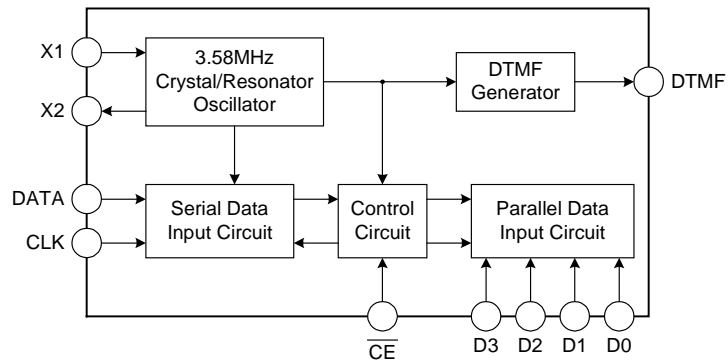 X1
X2
3.58MHz
Crystal/Resonator
Oscillator
DTMF
Generator
DTMF
DATA
CLK
Serial Data
Input Circuit
Control
Circuit
Parallel Data
Input Circuit
C̅E̅
D3
D2
D1
D0